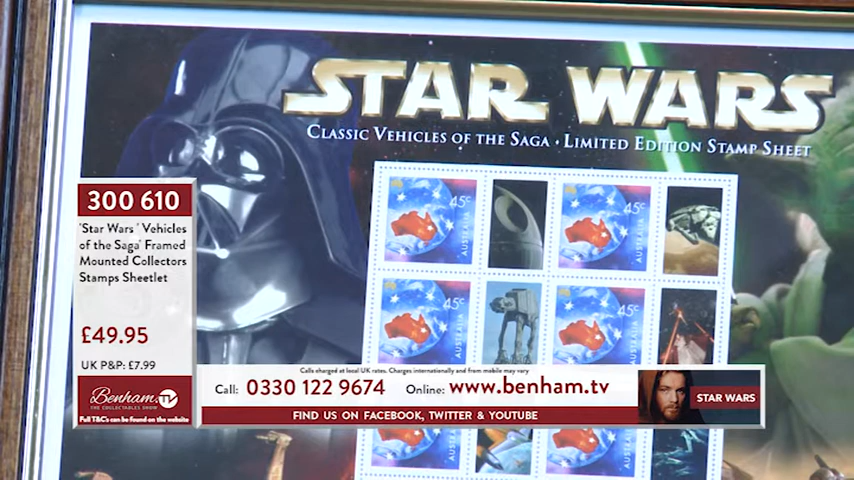 STAR WARS
CLASSIC VEHICLES OF THE SAGA · LIMITED EDITION STAMP SHEET
45c
AUSTRALIA
45c
AUSTRALIA
45c
AUSTRALIA
45c
AUSTRALIA
AUSTRALIA
AUSTRALIA
300 610
'Star Wars ' Vehicles
of the Saga' Framed
Mounted Collectors
Stamps Sheetlet
£49.95
UK P&P: £7.99
Benham.TV
THE COLLECTABLES SHOW
Full T&C's can be found on the website
Calls charged at local UK rates. Charges internationally and from mobile may vary
Call: 0330 122 9674 Online: www.benham.tv
FIND US ON FACEBOOK, TWITTER & YOUTUBE
STAR WARS